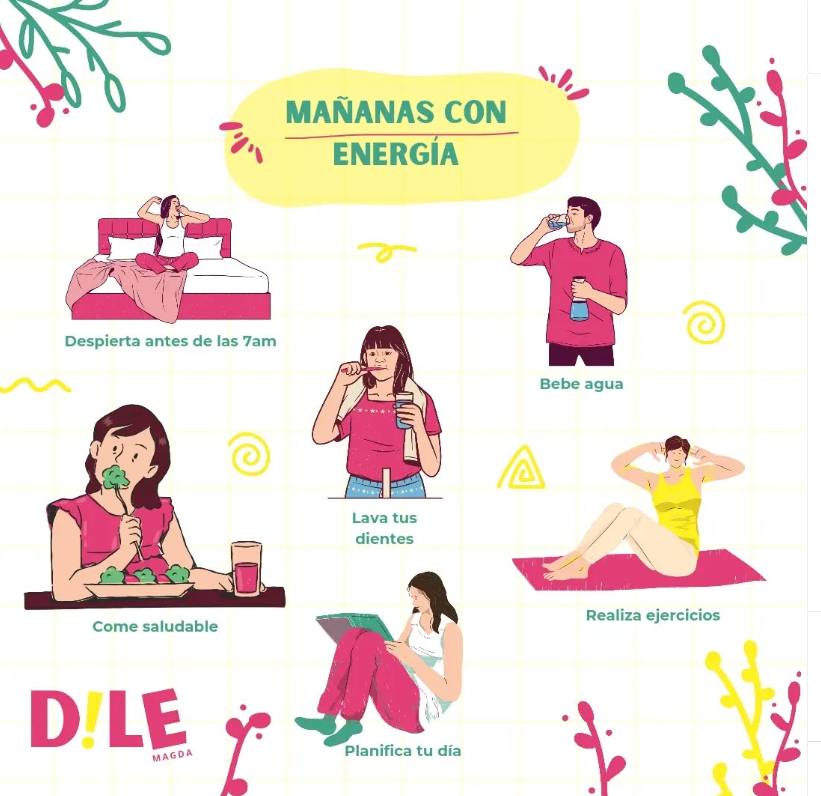 MAÑANAS CON
ENERGÍA
Despierta antes de las 7am
Bebe agua
Lava tus
dientes
Come saludable
Realiza ejercicios
Planifica tu día
D!LE
MAGDA